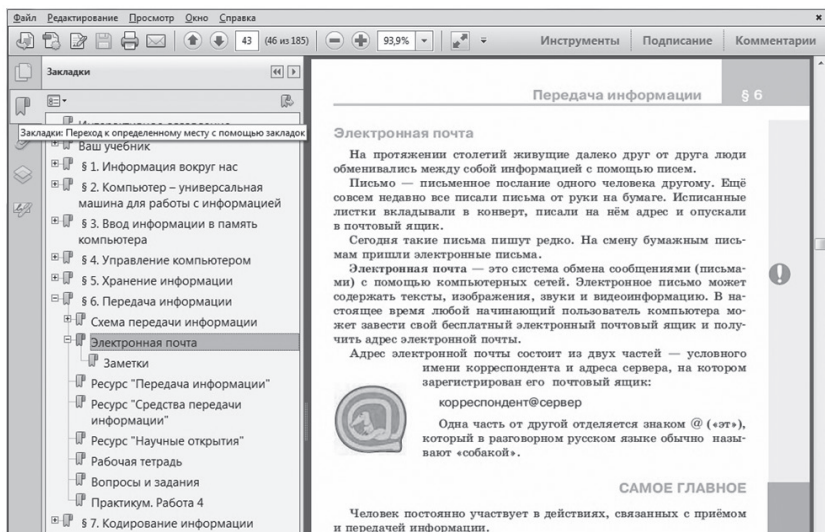 Файл Редактирование Просмотр Окно Справка
43 (46 из 185) 93,9% Инструменты Подписание Комментарии
Закладки
Закладки: Переход к определенному месту с помощью закладок
Ваш учебник
§ 1. Информация вокруг нас
§ 2. Компьютер – универсальная
машина для работы с информацией
§ 3. Ввод информации в память
компьютера
§ 4. Управление компьютером
§ 5. Хранение информации
§ 6. Передача информации
Схема передачи информации
Электронная почта
Заметки
Ресурс "Передача информации"
Ресурс "Средства передачи
информации"
Ресурс "Научные открытия"
Рабочая тетрадь
Вопросы и задания
Практикум. Работа 4
§ 7. Кодирование информации
Передача информации § 6
Электронная почта
На протяжении столетий живущие далеко друг от друга люди
обменивались между собой информацией с помощью писем.
Письмо — письменное послание одного человека другому. Ещё
совсем недавно все писали письма от руки на бумаге. Исписанные
листки вкладывали в конверт, писали на нём адрес и опускали
в почтовый ящик.
Сегодня такие письма пишут редко. На смену бумажным пись-
мам пришли электронные письма.
Электронная почта — это система обмена сообщениями (письма-
ми) с помощью компьютерных сетей. Электронное письмо может
содержать тексты, изображения, звуки и видеоинформацию. В на-
стоящее время любой начинающий пользователь компьютера мо-
жет завести свой бесплатный электронный почтовый ящик и полу-
чить адрес электронной почты.
Адрес электронной почты состоит из двух частей — условного
имени корреспондента и адреса сервера, на котором
зарегистрирован его почтовый ящик:
корреспондент@сервер
Одна часть от другой отделяется знаком @ («эт»),
который в разговорном русском языке обычно назы-
вают «собакой».
САМОЕ ГЛАВНОЕ
Человек постоянно участвует в действиях, связанных с приёмом
и передачей информации.